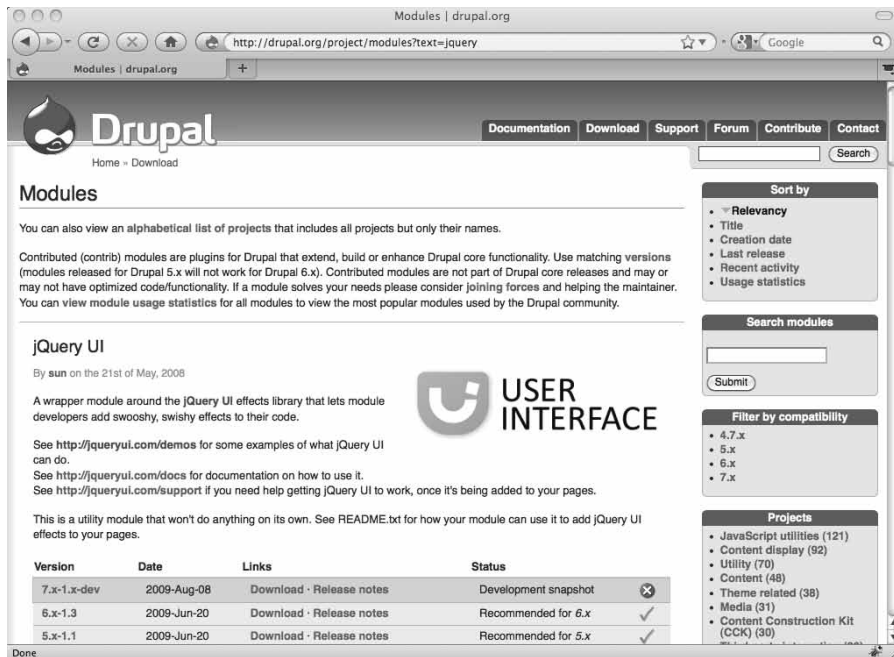 Modules | drupal.org
http://drupal.org/project/modules?text=jquery
Google
Modules | drupal.org
+
Drupal
Documentation Download Support Forum Contribute Contact
Home » Download
Search
Modules
You can also view an alphabetical list of projects that includes all projects but only their names.
Contributed (contrib) modules are plugins for Drupal that extend, build or enhance Drupal core functionality. Use matching versions
(modules released for Drupal 5.x will not work for Drupal 6.x). Contributed modules are not part of Drupal core releases and may or
may not have optimized code/functionality. If a module solves your needs please consider joining forces and helping the maintainer.
You can view module usage statistics for all modules to view the most popular modules used by the Drupal community.
jQuery UI
By sun on the 21st of May, 2008
USER
INTERFACE
A wrapper module around the jQuery UI effects library that lets module
developers add swooshy, swishy effects to their code.
See http://jqueryui.com/demos for some examples of what jQuery UI
can do.
See http://jqueryui.com/docs for documentation on how to use it.
See http://jqueryui.com/support if you need help getting jQuery UI to work, once it's being added to your pages.
This is a utility module that won't do anything on its own. See README.txt for how your module can use it to add jQuery UI
effects to your pages.
Version Date Links Status
7.x-1.x-dev 2009-Aug-08 Download · Release notes Development snapshot
6.x-1.3 2009-Jun-20 Download · Release notes Recommended for 6.x
5.x-1.1 2009-Jun-20 Download · Release notes Recommended for 5.x
Sort by
• Relevancy
• Title
• Creation date
• Last release
• Recent activity
• Usage statistics
Search modules
Submit
Filter by compatibility
• 4.7.x
• 5.x
• 6.x
• 7.x
Projects
• JavaScript utilities (121)
• Content display (92)
• Utility (70)
• Content (48)
• Theme related (38)
• Media (31)
• Content Construction Kit
(CCK) (30)
Done